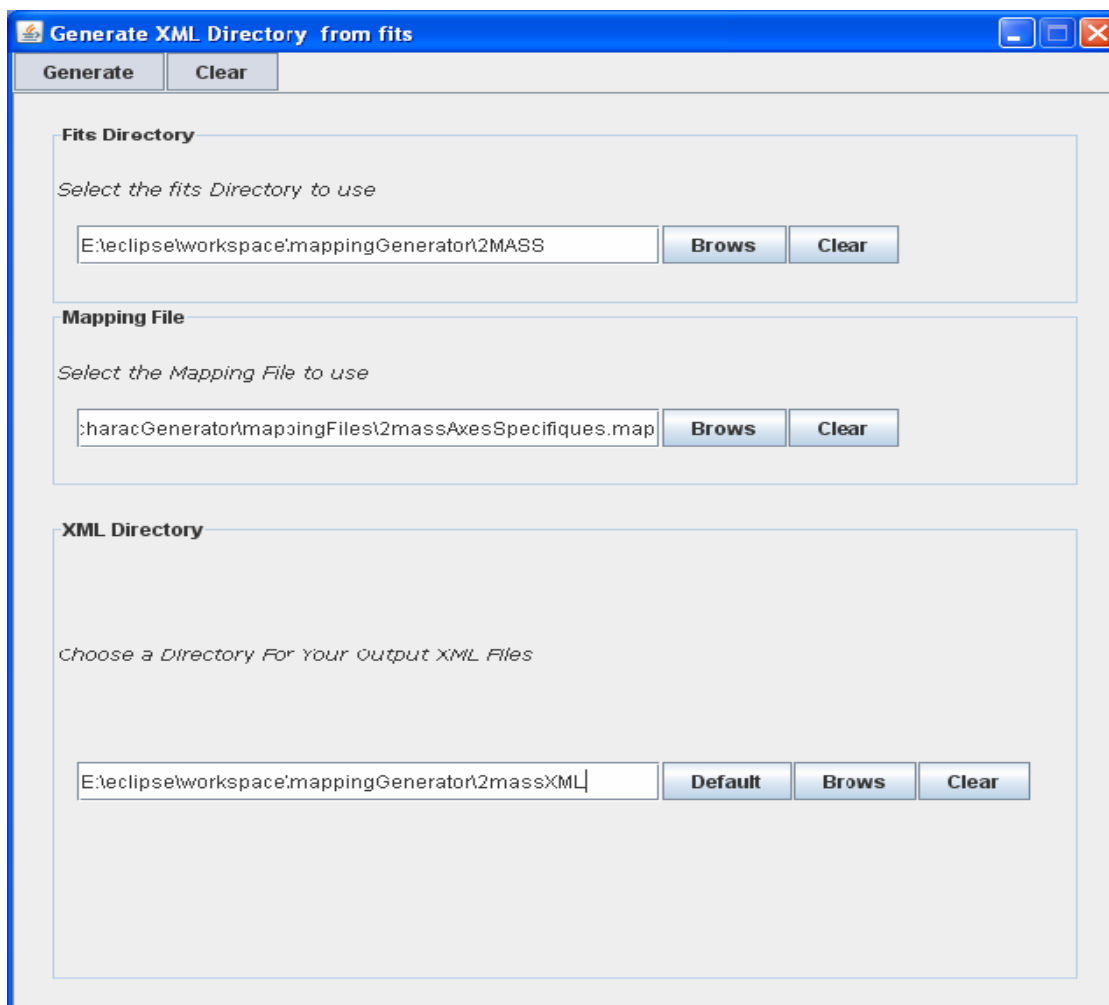 Generate XML Directory from fits
Generate Clear
Fits Directory
Select the fits Directory to use
E:\eclipse\workspace\mappingGenerator\2MASS Brows Clear
Mapping File
Select the Mapping File to use
characGenerator\mappingFiles\2massAxesSpecifiques.map Brows Clear
XML Directory
Choose a Directory For Your Output XML Files
E:\eclipse\workspace\mappingGenerator\2massXML Default Brows Clear